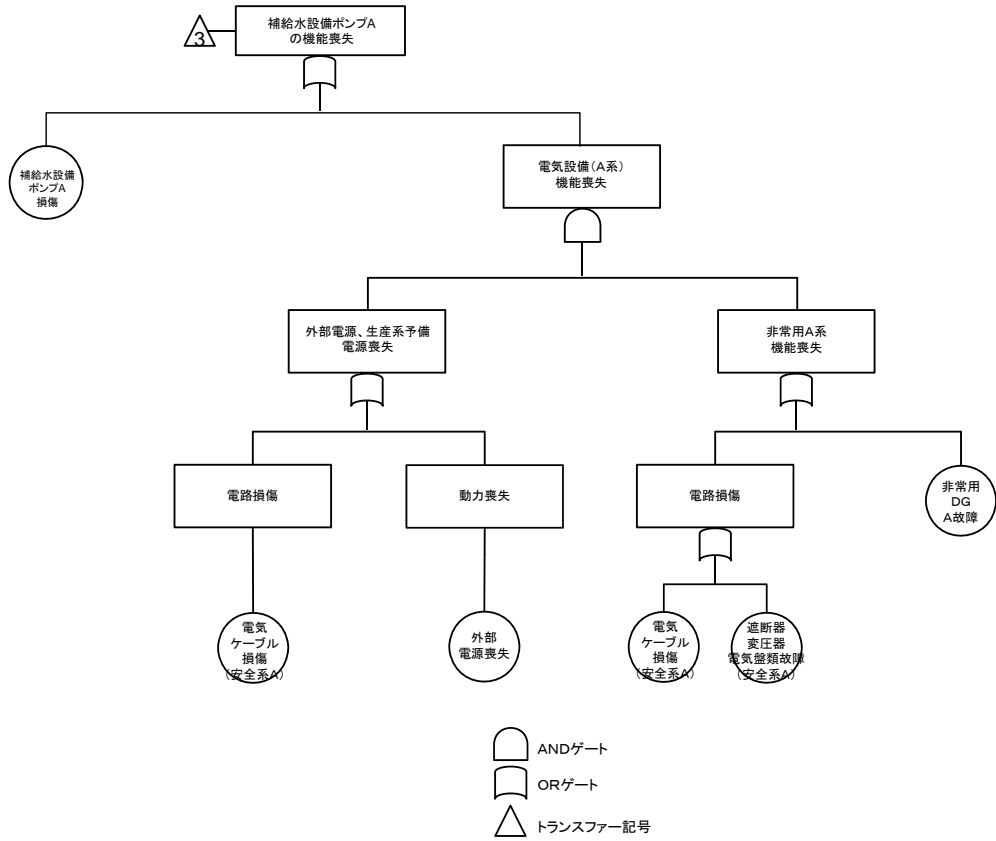 補給水設備ポンプA
の機能喪失
3
補給水設備
ポンプA
損傷
電気設備（A系）
機能喪失
外部電源、生産系予備
電源喪失
非常用A系
機能喪失
電路損傷
動力喪失
電路損傷
非常用
DG
A故障
電気
ケーブル
損傷
（安全系A）
外部
電源喪失
電気
ケーブル
損傷
（安全系A）
遮断器
変圧器
電気盤類故障
（安全系A）
ANDゲート
ORゲート
トランスファー記号